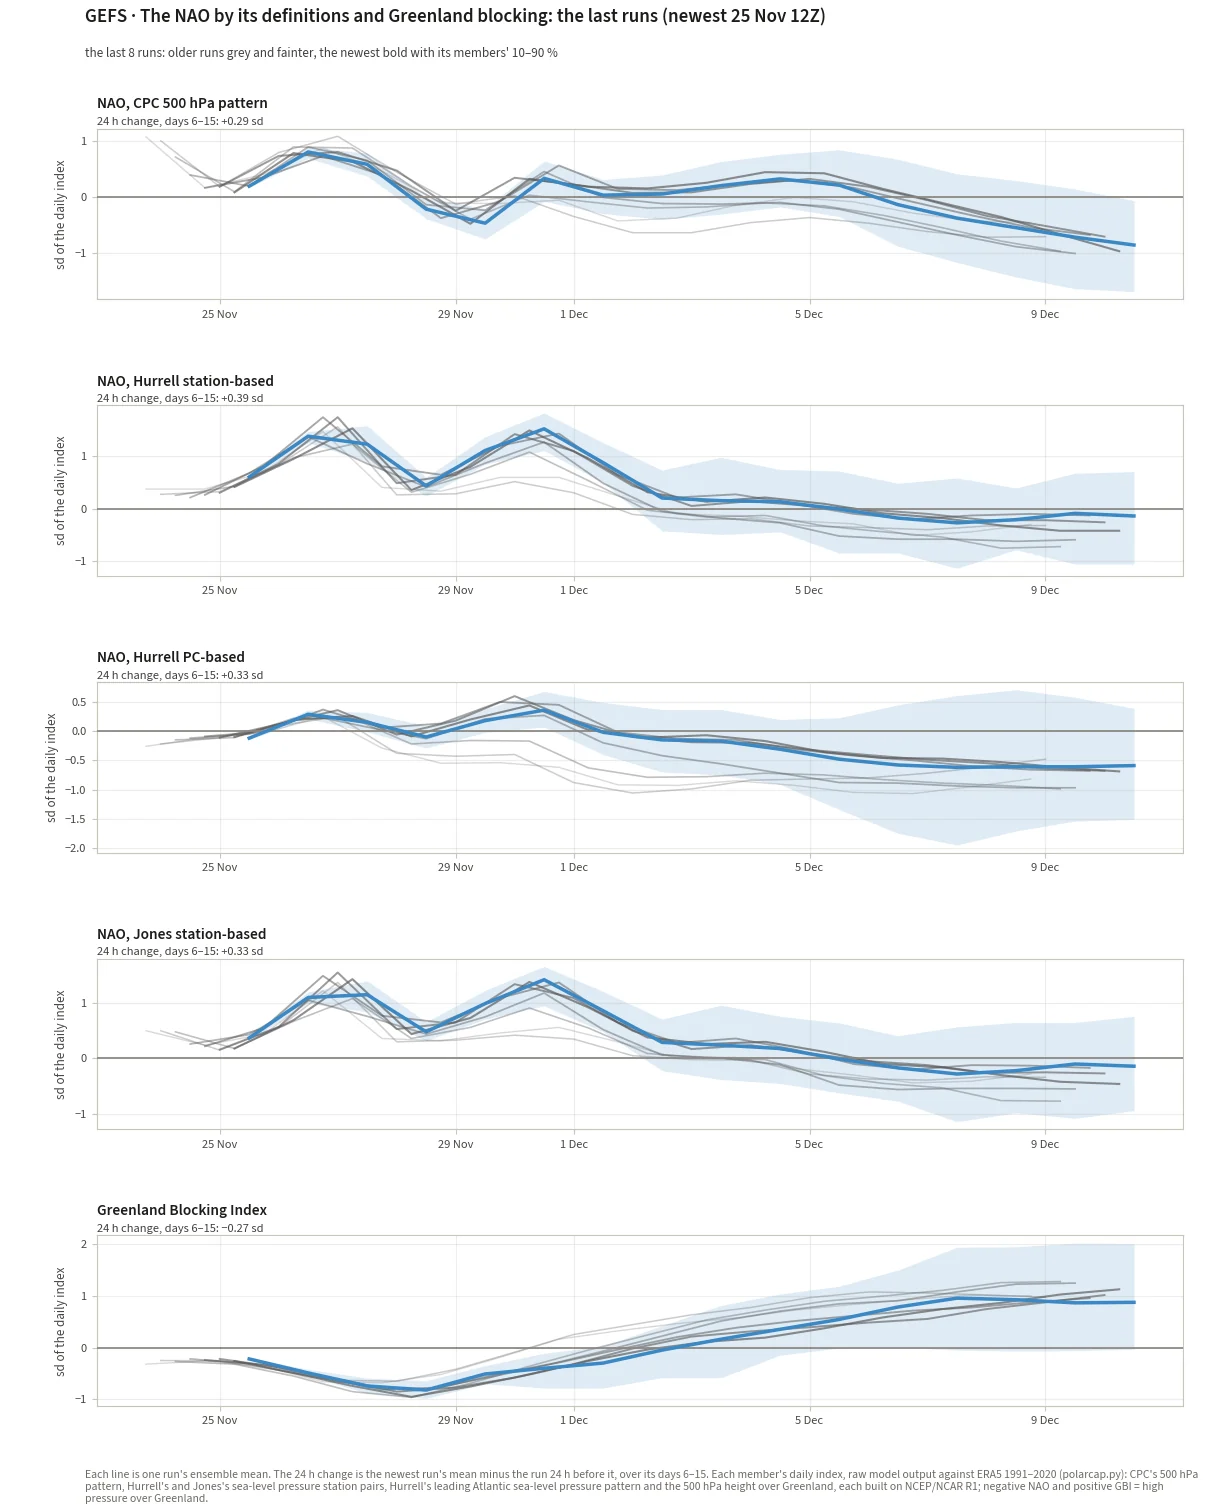 GEFS · The NAO by its definitions and Greenland blocking: the last runs (newest 25 Nov 12Z)
the last 8 runs: older runs grey and fainter, the newest bold with its members' 10–90 %
NAO, CPC 500 hPa pattern
24 h change, days 6–15: +0.29 sd
sd of the daily index
1
0
−1
25 Nov
29 Nov
1 Dec
5 Dec
9 Dec
NAO, Hurrell station-based
24 h change, days 6–15: +0.39 sd
sd of the daily index
1
0
−1
25 Nov
29 Nov
1 Dec
5 Dec
9 Dec
NAO, Hurrell PC-based
24 h change, days 6–15: +0.33 sd
sd of the daily index
0.5
0.0
−0.5
−1.0
−1.5
−2.0
25 Nov
29 Nov
1 Dec
5 Dec
9 Dec
NAO, Jones station-based
24 h change, days 6–15: +0.33 sd
sd of the daily index
1
0
−1
25 Nov
29 Nov
1 Dec
5 Dec
9 Dec
Greenland Blocking Index
24 h change, days 6–15: −0.27 sd
sd of the daily index
2
1
0
−1
25 Nov
29 Nov
1 Dec
5 Dec
9 Dec
Each line is one run's ensemble mean. The 24 h change is the newest run's mean minus the run 24 h before it, over its days 6–15. Each member's daily index, raw model output against ERA5 1991–2020 (polarcap.py): CPC's 500 hPa
pattern, Hurrell's and Jones's sea-level pressure station pairs, Hurrell's leading Atlantic sea-level pressure pattern and the 500 hPa height over Greenland, each built on NCEP/NCAR R1; negative NAO and positive GBI = high
pressure over Greenland.